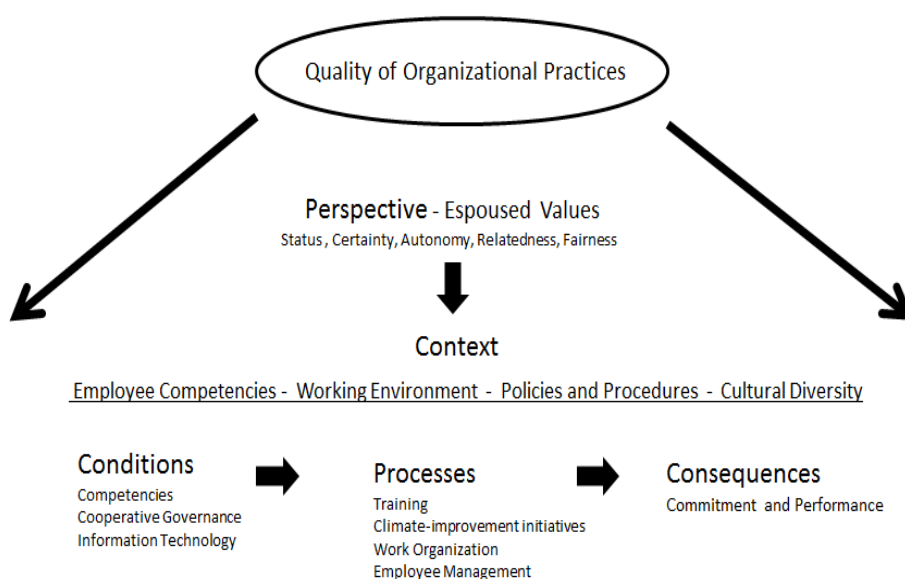 Quality of Organizational Practices
Perspective - Espoused Values
Status , Certainty, Autonomy, Relatedness, Fairness
Context
Employee Competencies - Working Environment - Policies and Procedures - Cultural Diversity
Conditions
Competencies
Cooperative Governance
Information Technology
Processes
Training
Climate-improvement initiatives
Work Organization
Employee Management
Consequences
Commitment and Performance